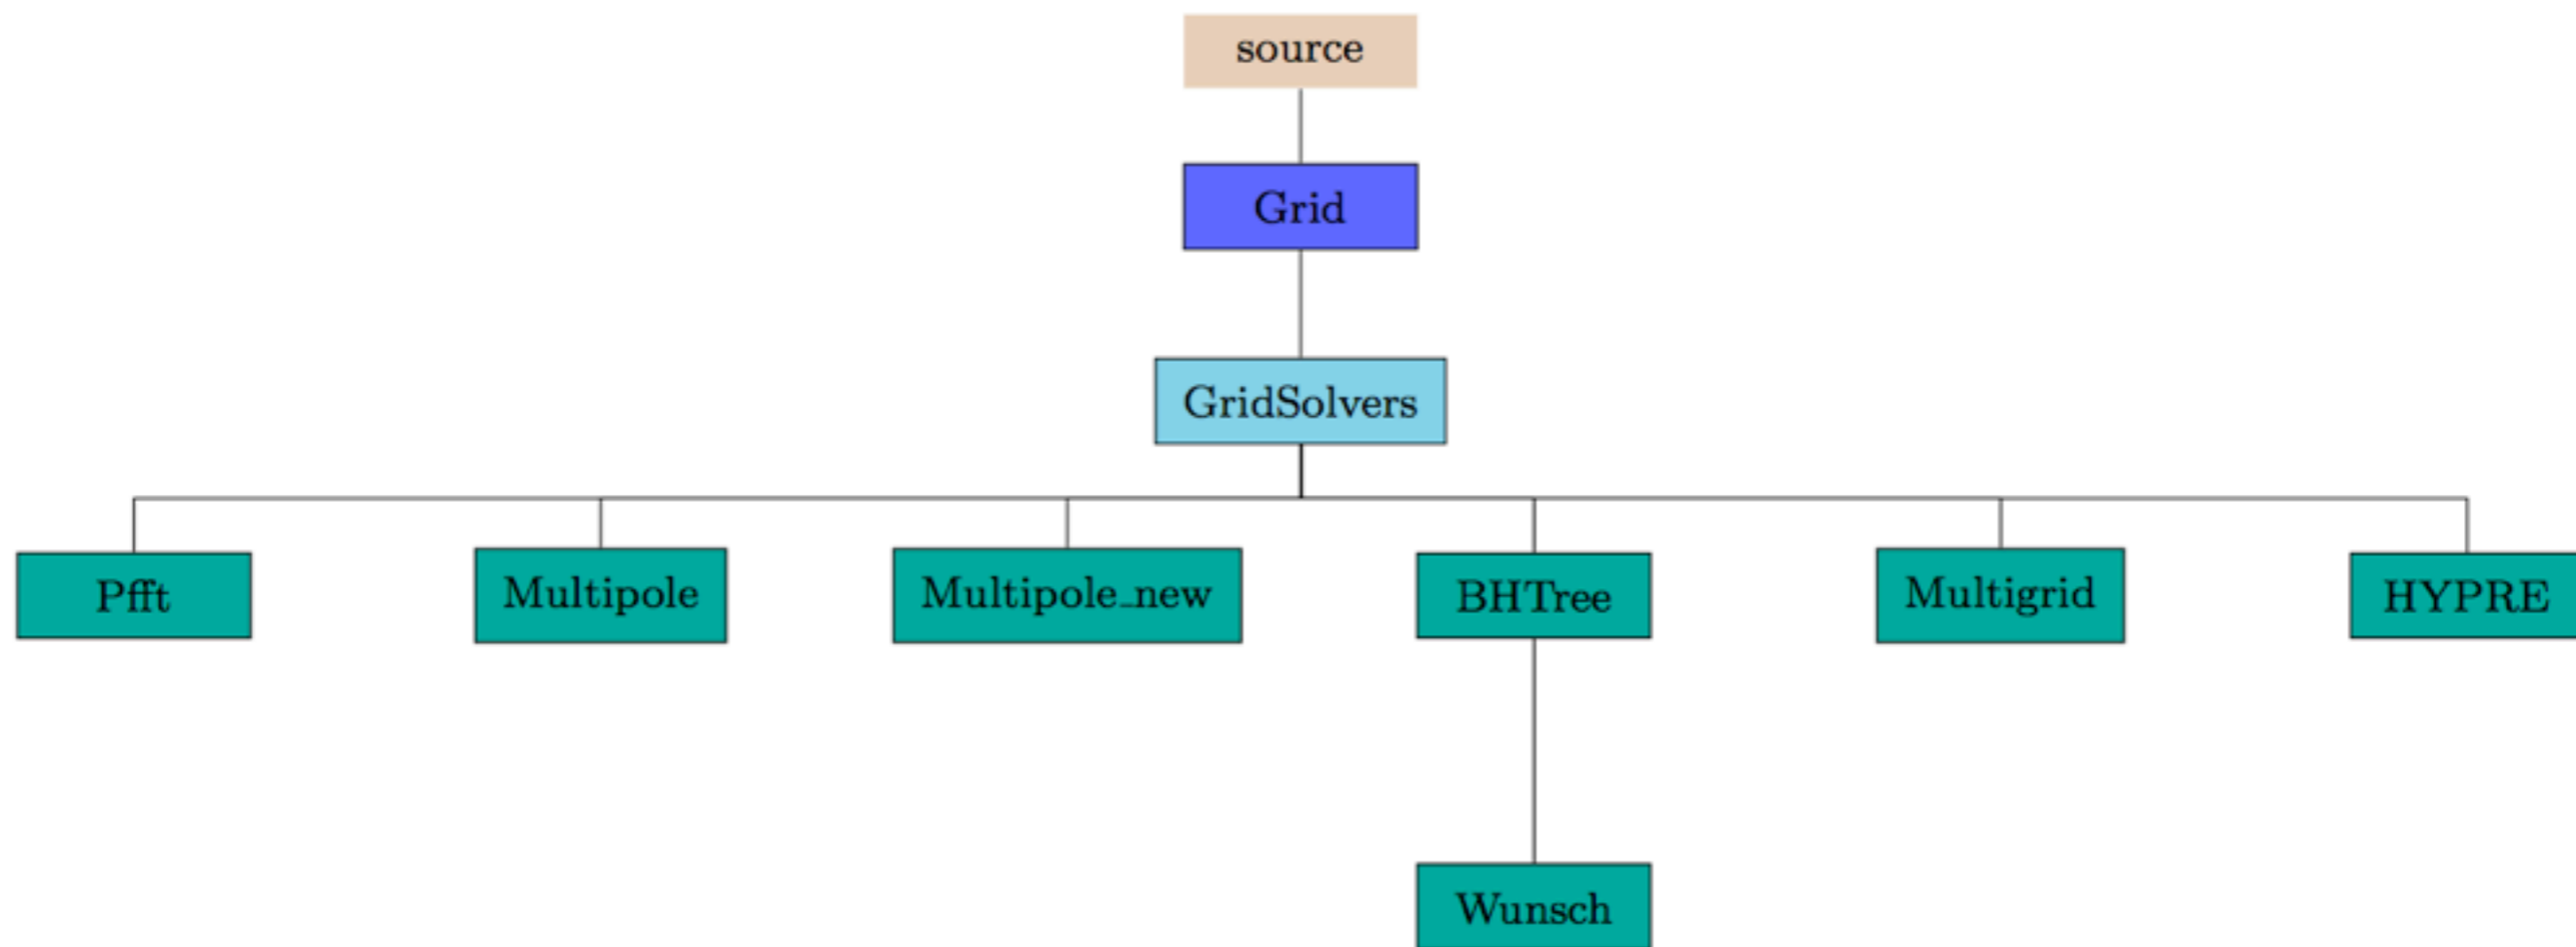 source
Grid
GridSolvers
Pfft
Multipole
Multipole_new
BHTree
Multigrid
HYPRE
Wunsch